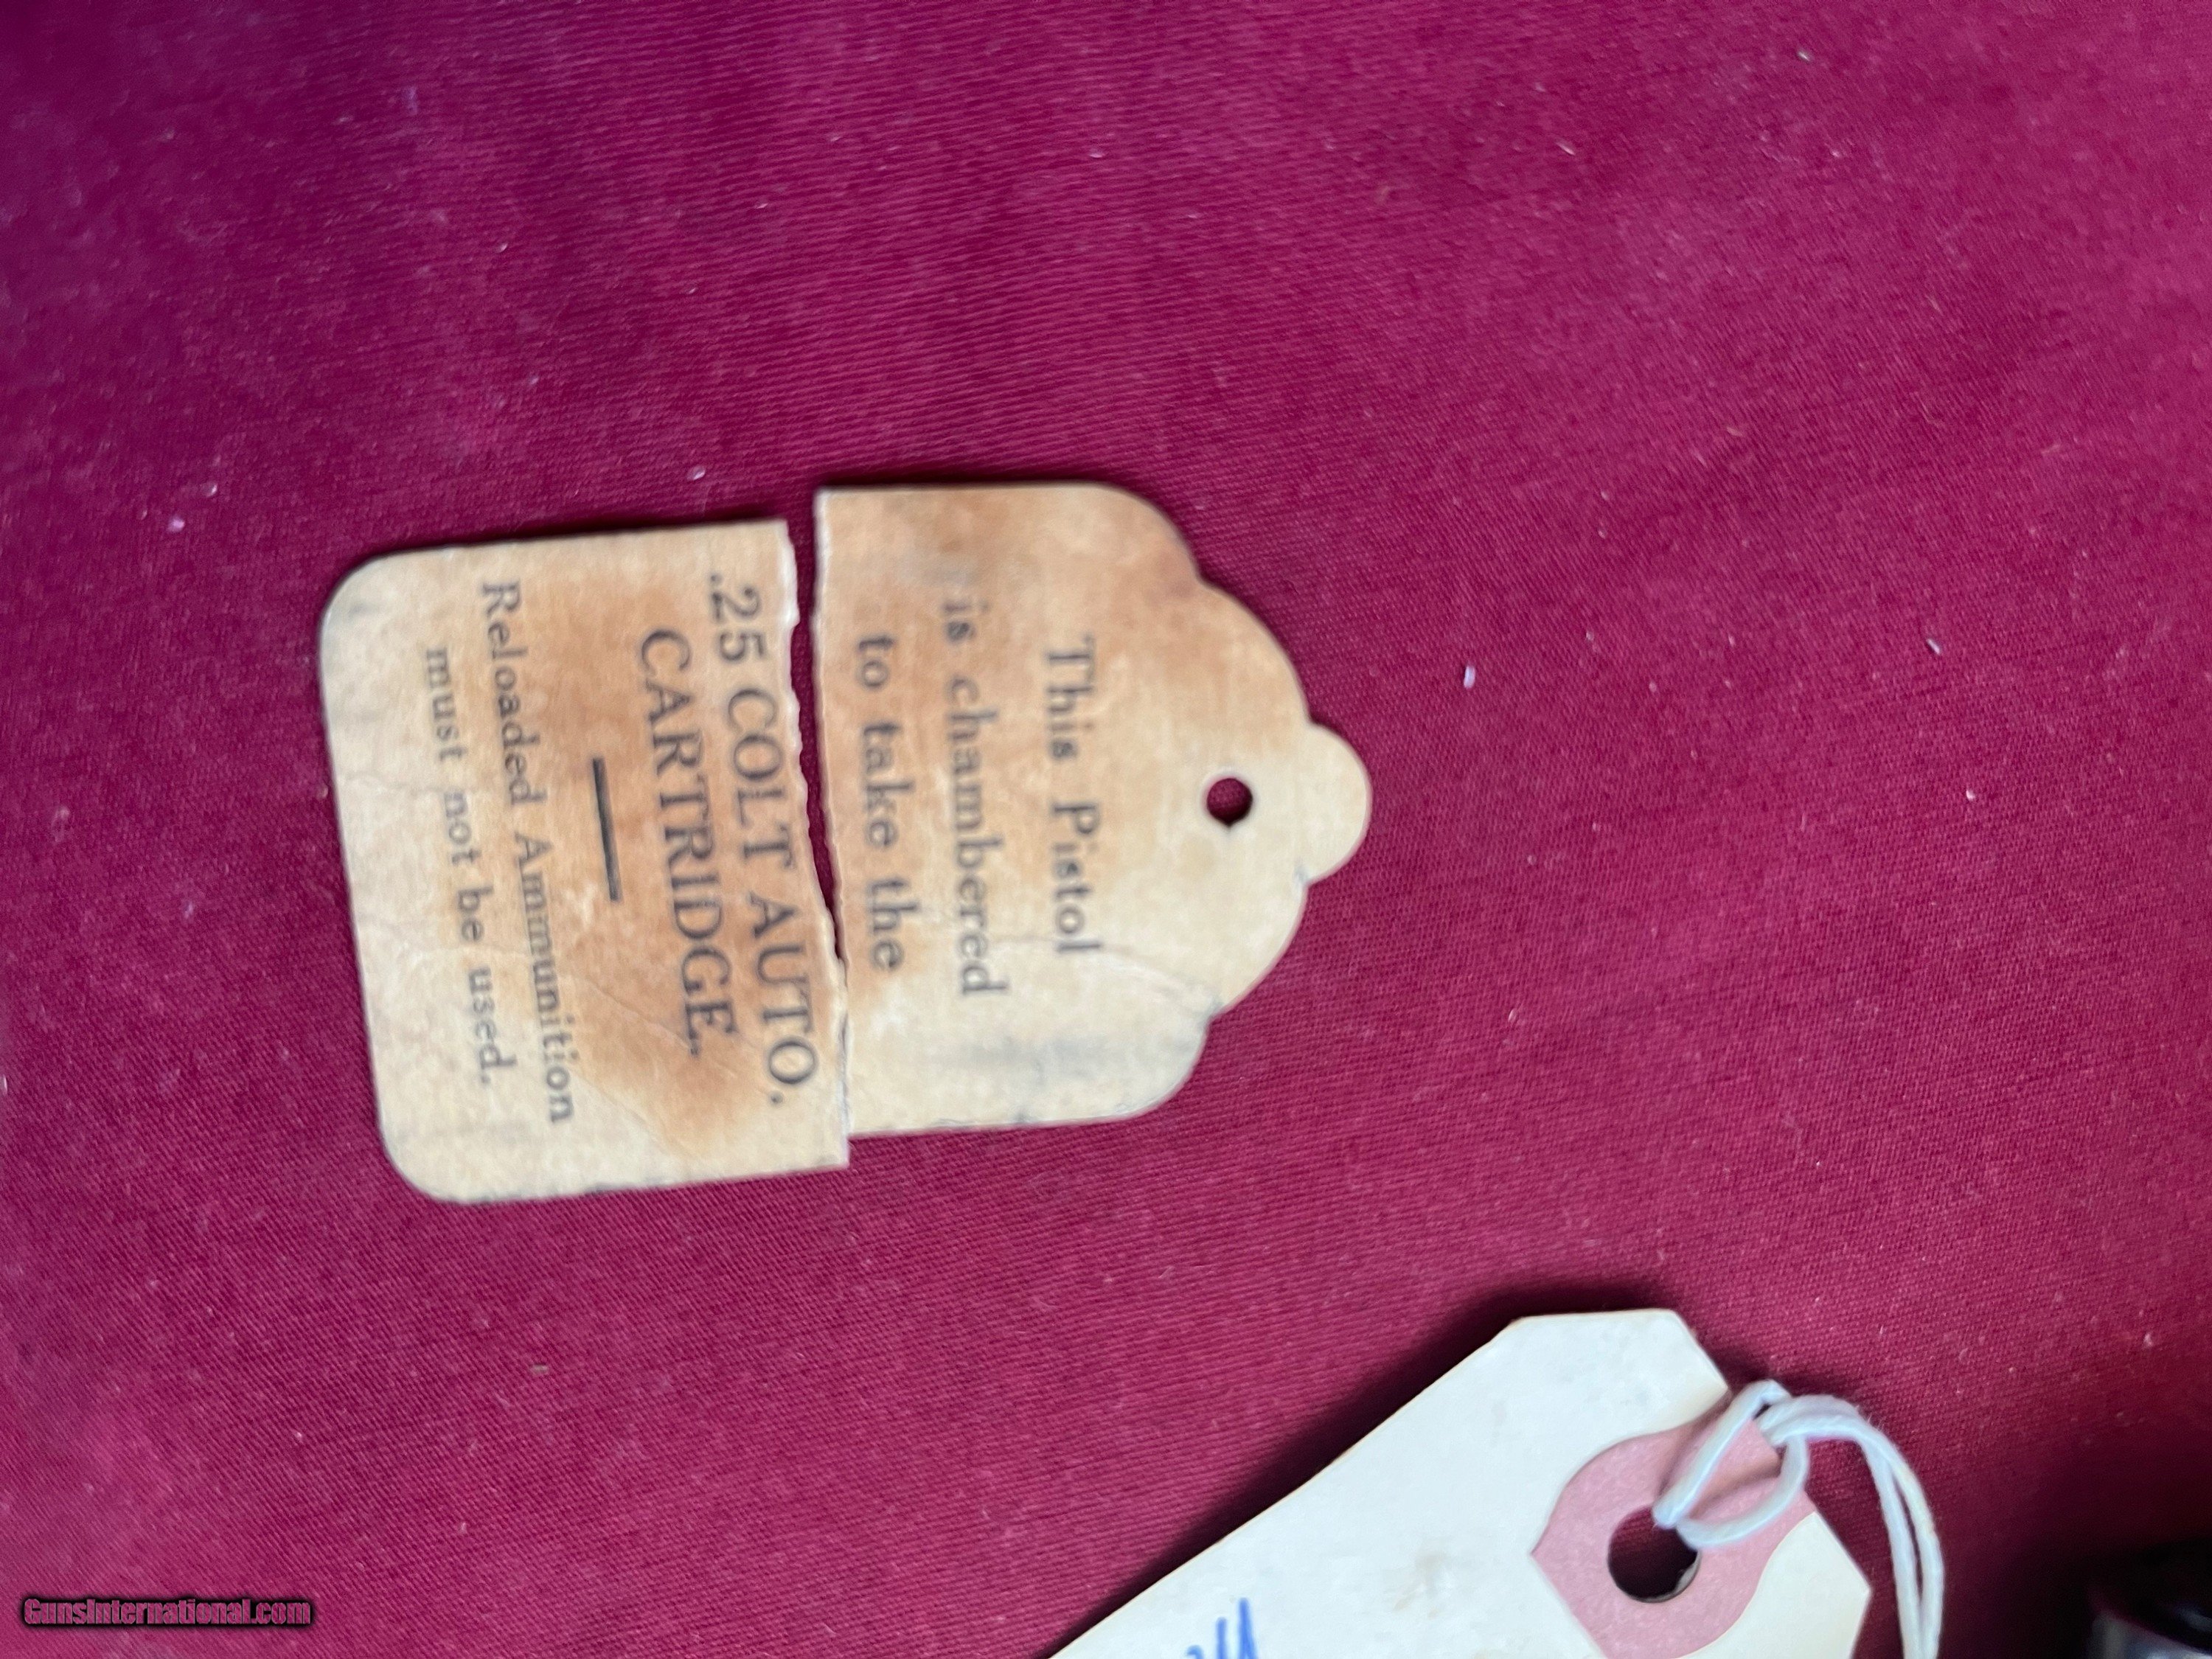 This Pistol
is chambered
to take the
.25 COLT AUTO.
CARTRIDGE.
Reloaded Ammunition
must not be used.
GunsInternational.com